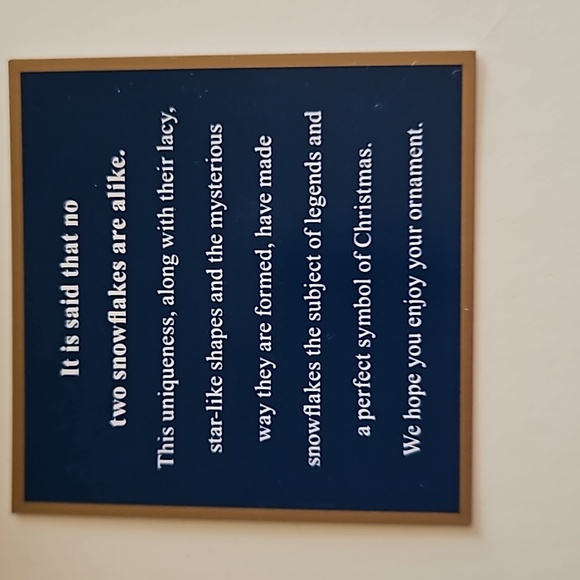 It is said that no
two snowflakes are alike.
This uniqueness, along with their lacy,
star-like shapes and the mysterious
way they are formed, have made
snowflakes the subject of legends and
a perfect symbol of Christmas.
We hope you enjoy your ornament.